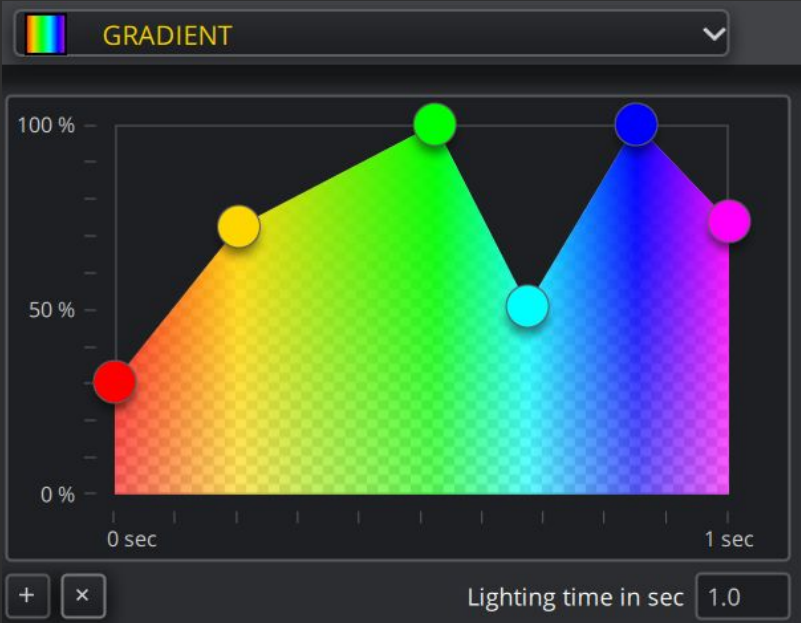 GRADIENT
100 %
50 %
0 %
0 sec
1 sec
+ ×
Lighting time in sec 1.0